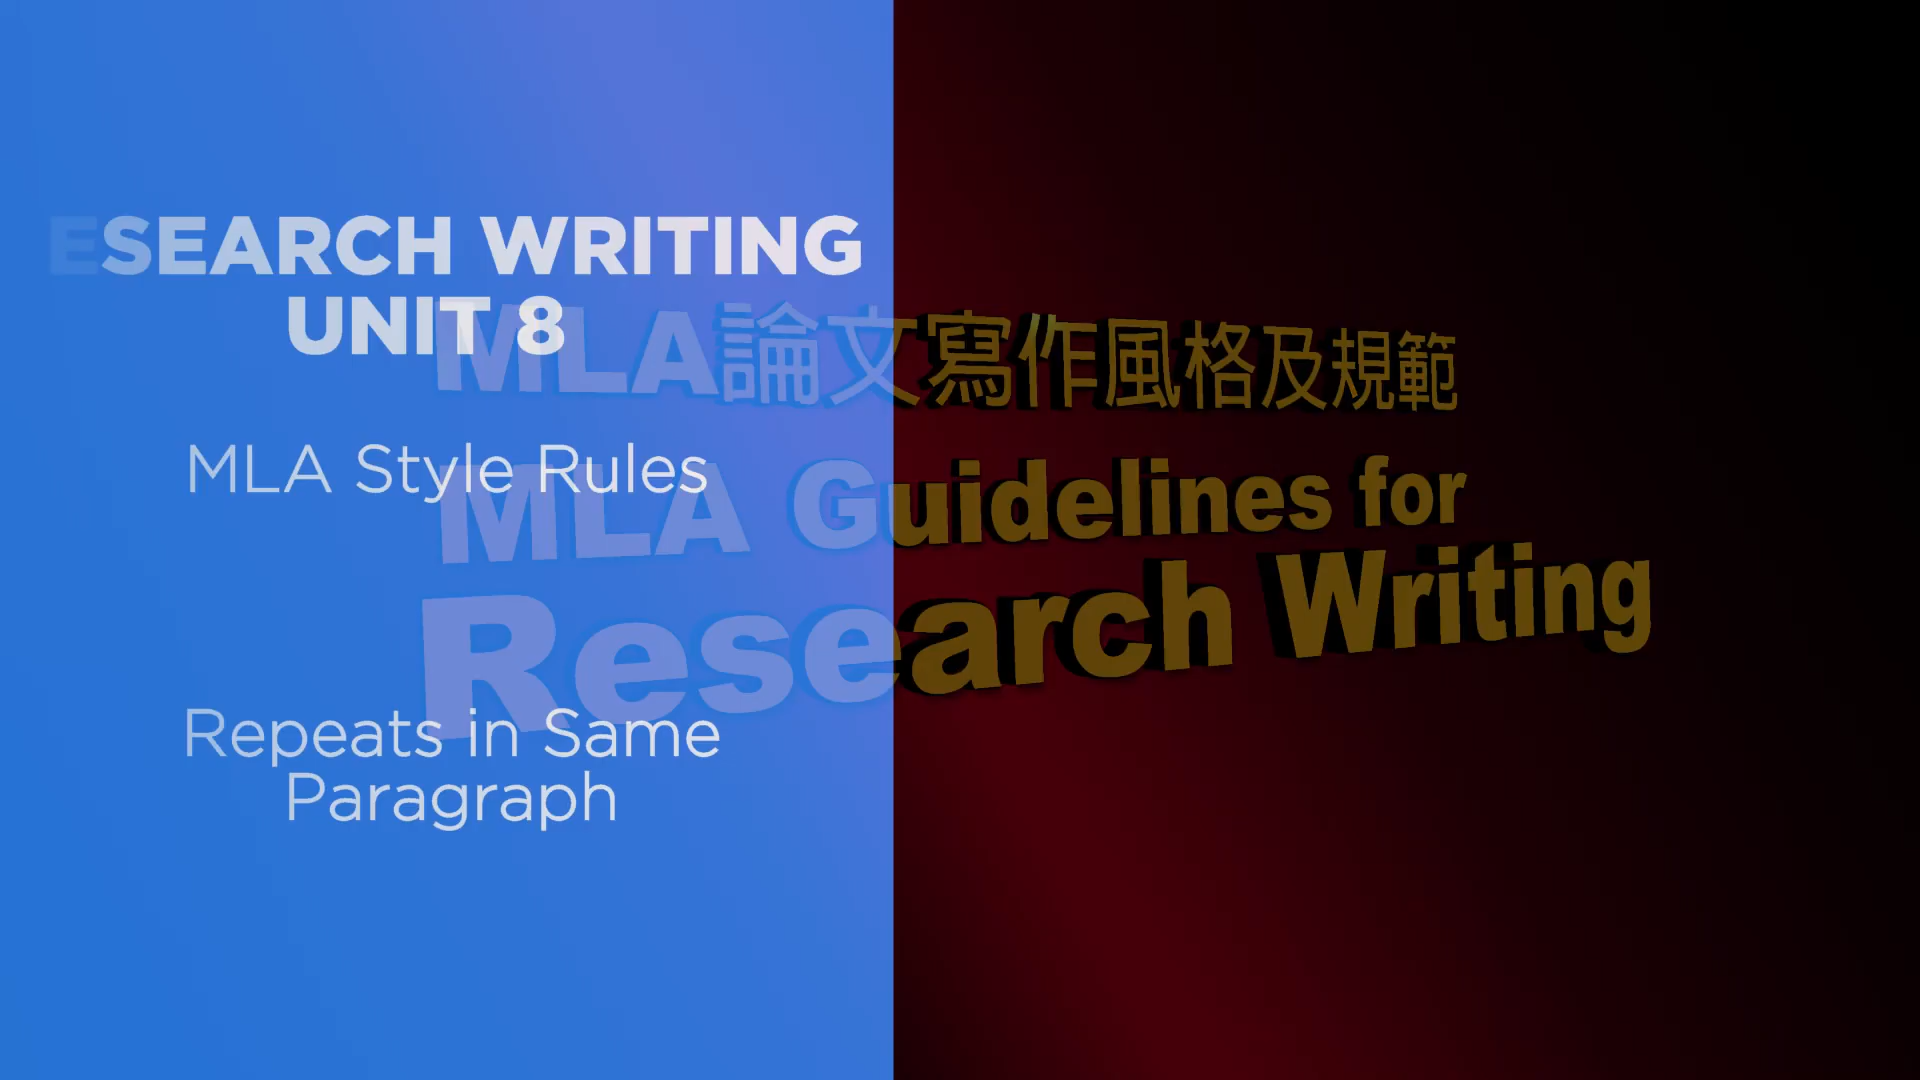 ESEARCH WRITING
UNIT 8
MLA Style Rules
Repeats in Same
Paragraph
MLA論文寫作風格及規範
MLA Guidelines for
Research Writing